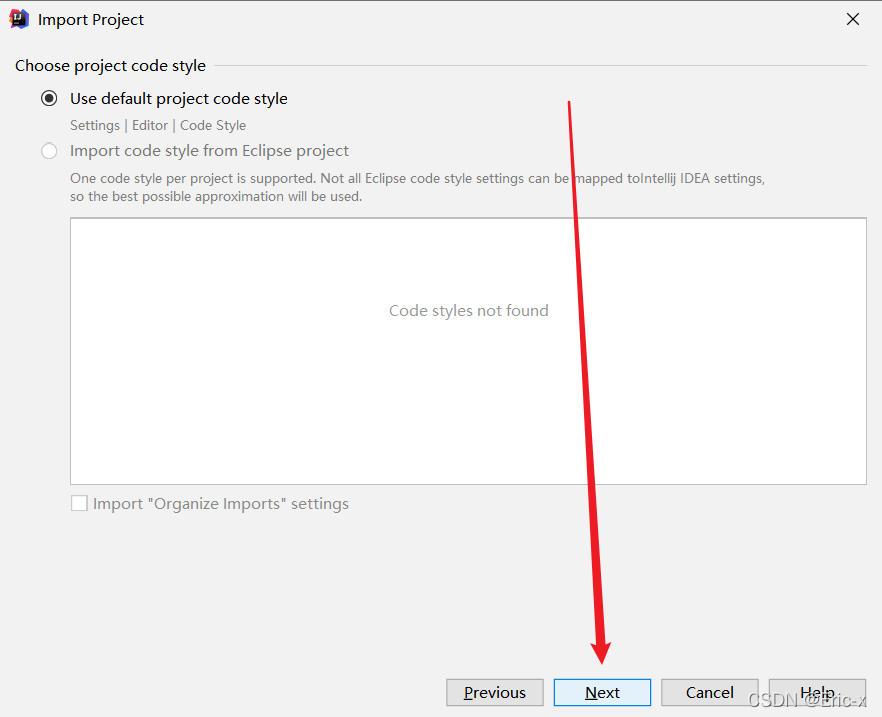 Import Project
Choose project code style
Use default project code style
Settings | Editor | Code Style
Import code style from Eclipse project
One code style per project is supported. Not all Eclipse code style settings can be mapped toIntellij IDEA settings,
so the best possible approximation will be used.
Code styles not found
Import "Organize Imports" settings
Previous Next Cancel Help
CSDN @Eric-x